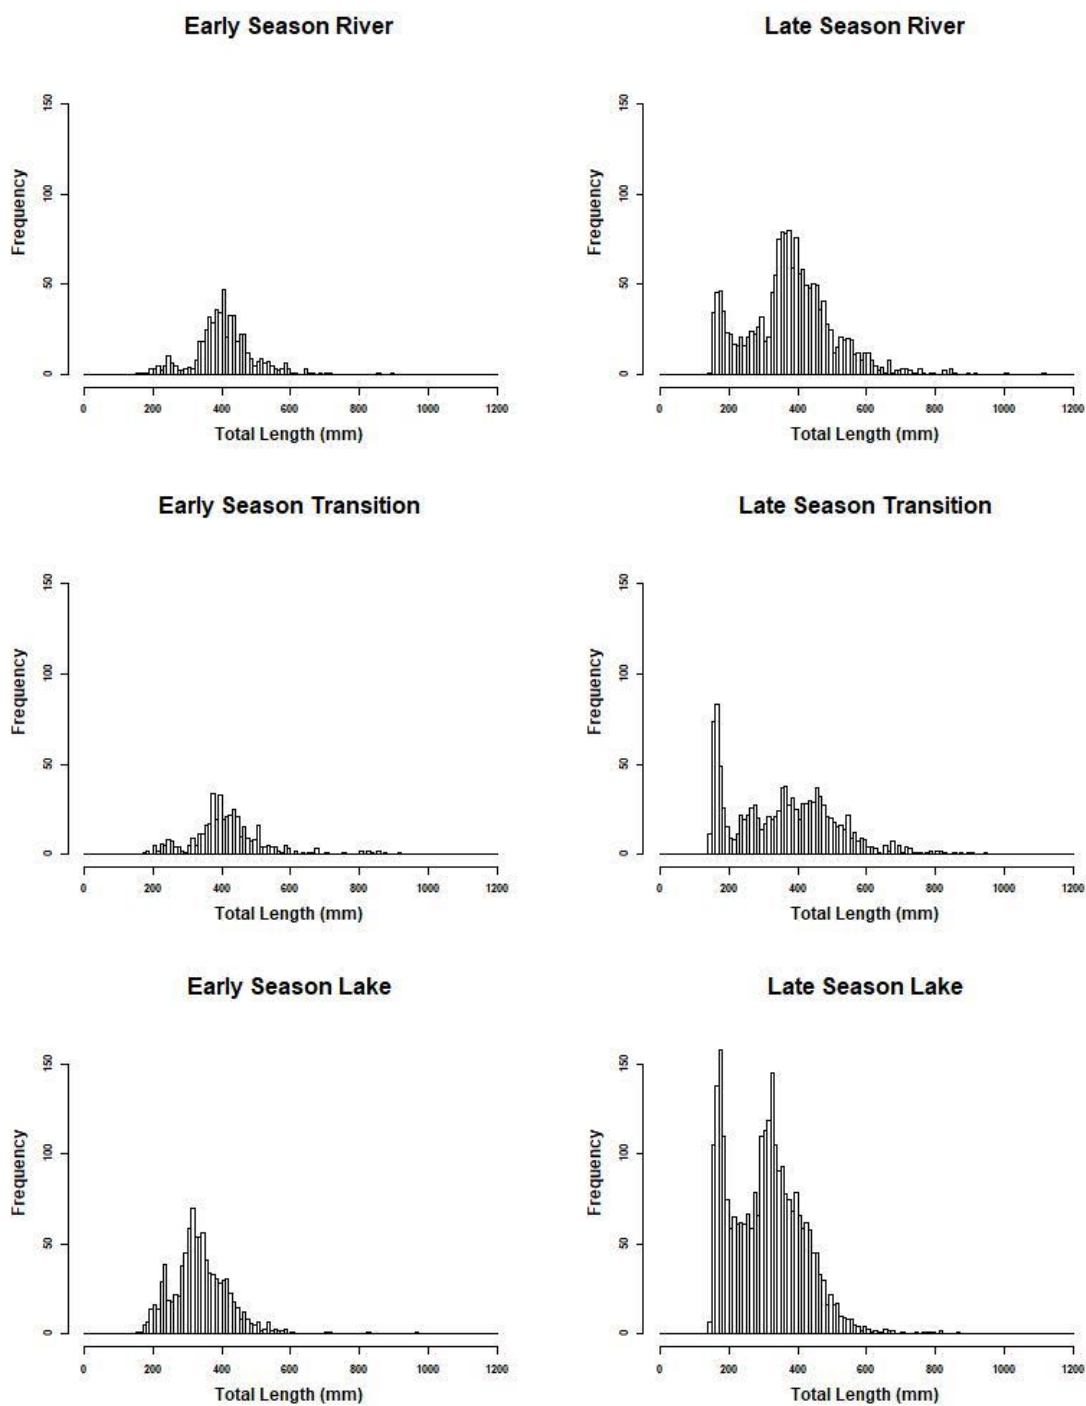 Early Season River
Late Season River
150
100
50
0
Frequency
0 200 400 600 800 1000 1200
Total Length (mm)
150
100
50
0
Frequency
0 200 400 600 800 1000 1200
Total Length (mm)
Early Season Transition
Late Season Transition
150
100
50
0
Frequency
0 200 400 600 800 1000 1200
Total Length (mm)
150
100
50
0
Frequency
0 200 400 600 800 1000 1200
Total Length (mm)
Early Season Lake
Late Season Lake
150
100
50
0
Frequency
0 200 400 600 800 1000 1200
Total Length (mm)
150
100
50
0
Frequency
0 200 400 600 800 1000 1200
Total Length (mm)